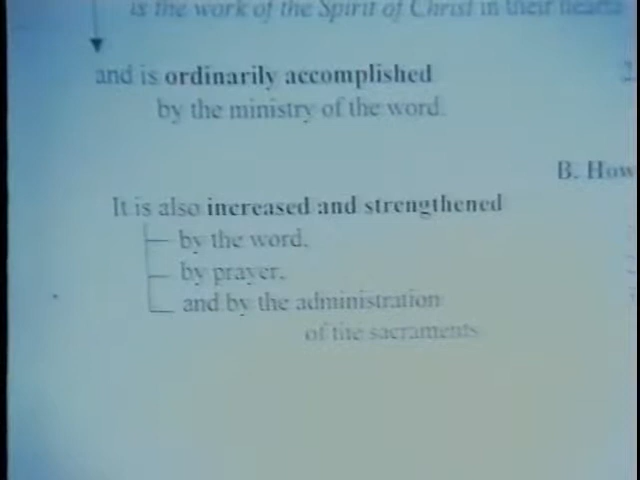 is the work of the Spirit of Christ in their hearts
and is ordinarily accomplished
by the ministry of the word.
B. How
It is also increased and strengthened
by the word,
by prayer,
and by the administration
of the sacraments